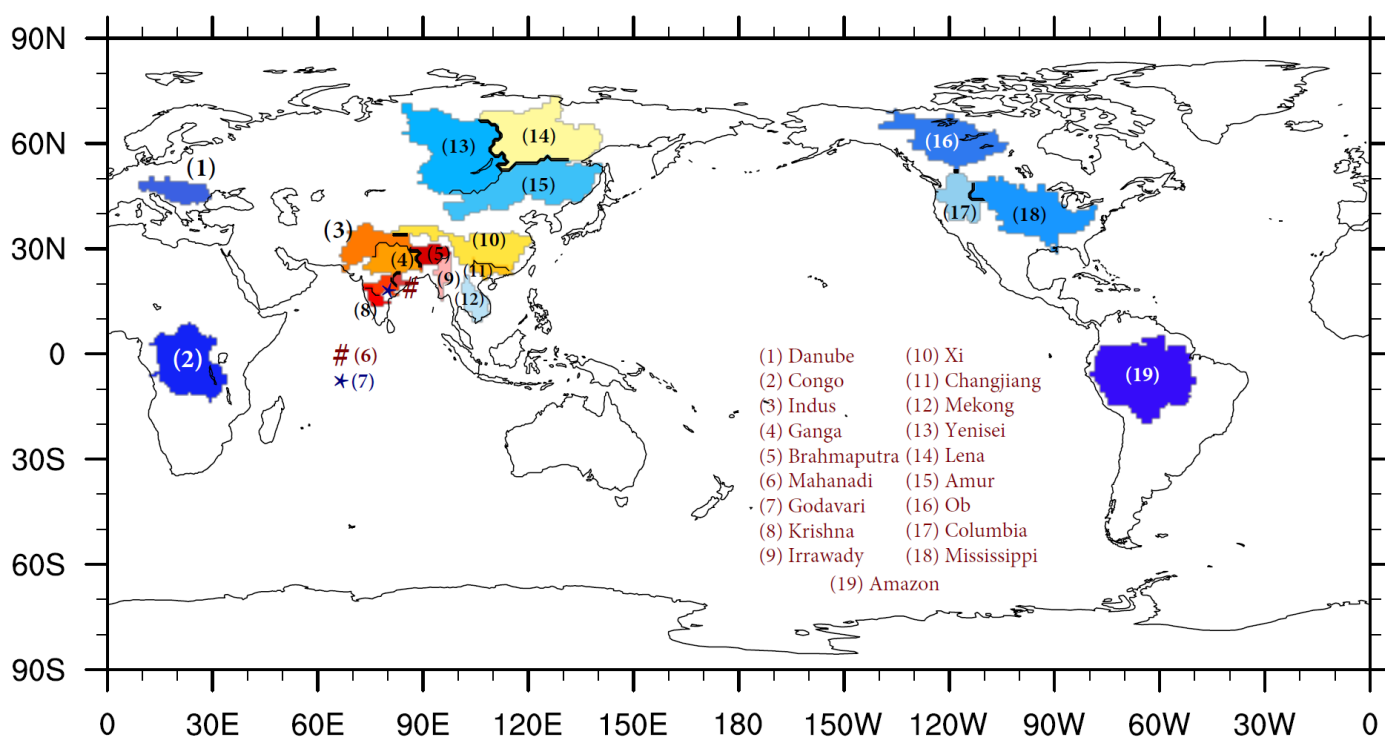 90N
60N
30N
0
30S
60S
90S
0 30E 60E 90E 120E 150E 180 150W 120W 90W 60W 30W 0
(1)
(13)
(14)
(15)
(16)
(17)
(18)
(3)
(4)
(5)
(10)
(11)
(9)
(12)
(8)
#
(2)
# (6)
★ (7)
(19)
(1) Danube (10) Xi
(2) Congo (11) Changjiang
(3) Indus (12) Mekong
(4) Ganga (13) Yenisei
(5) Brahmaputra (14) Lena
(6) Mahanadi (15) Amur
(7) Godavari (16) Ob
(8) Krishna (17) Columbia
(9) Irrawady (18) Mississippi
(19) Amazon